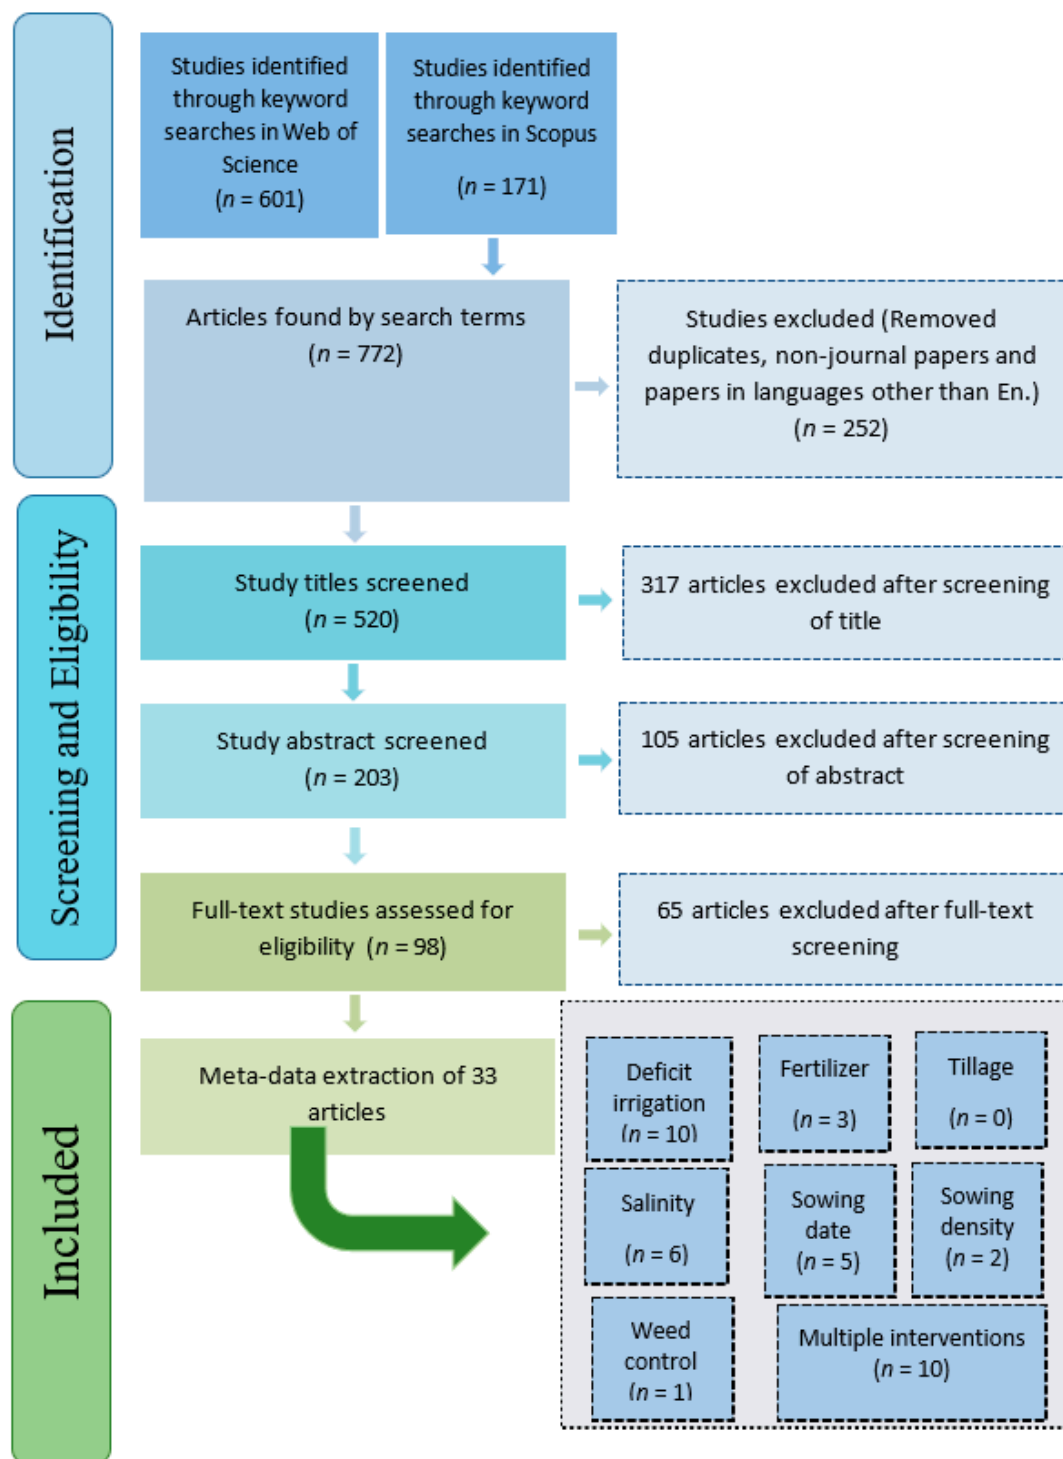 Identification
Studies identified
through keyword
searches in Web of
Science
(n = 601)
Studies identified
through keyword
searches in Scopus
(n = 171)
Articles found by search terms
(n = 772)
Studies excluded (Removed
duplicates, non-journal papers and
papers in languages other than En.)
(n = 252)
Screening and Eligibility
Study titles screened
(n = 520)
317 articles excluded after screening
of title
Study abstract screened
(n = 203)
105 articles excluded after screening
of abstract
Full-text studies assessed for
eligibility (n = 98)
65 articles excluded after full-text
screening
Included
Meta-data extraction of 33
articles
Deficit
irrigation
(n = 10)
Fertilizer
(n = 3)
Tillage
(n = 0)
Salinity
(n = 6)
Sowing
date
(n = 5)
Sowing
density
(n = 2)
Weed
control
(n = 1)
Multiple interventions
(n = 10)